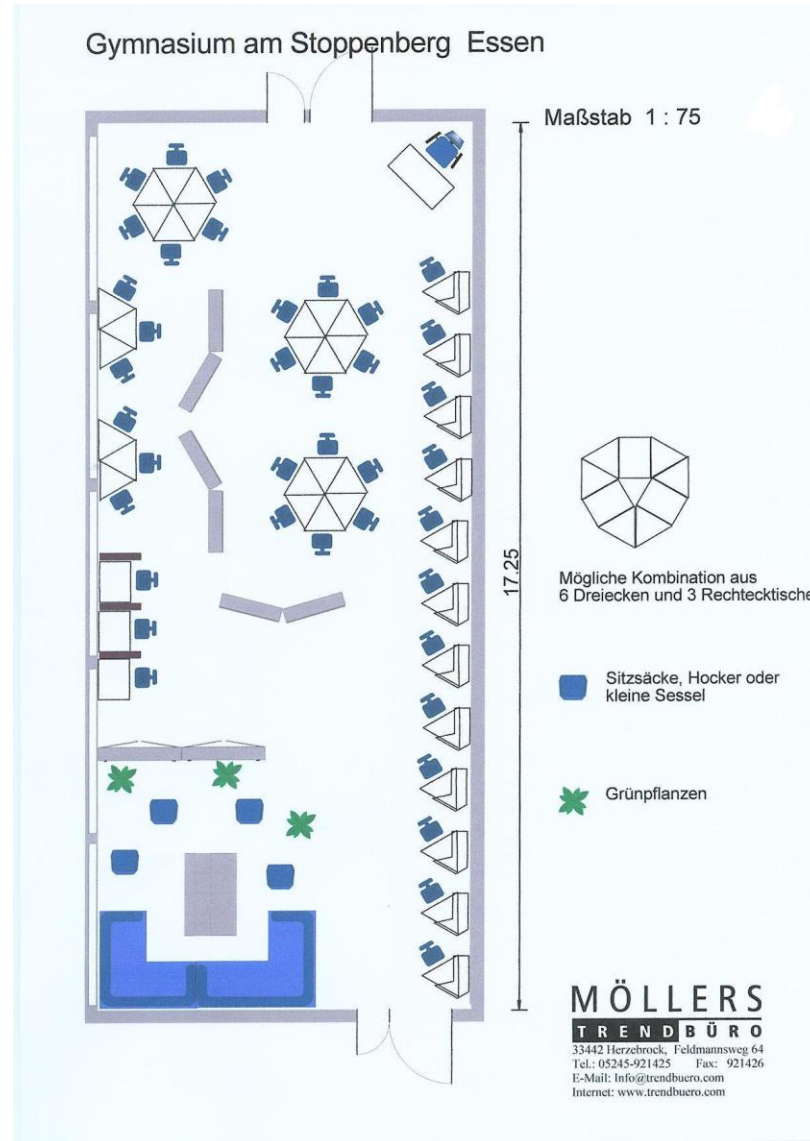 Gymnasium am Stoppenberg Essen
Maßstab 1 : 75
17.25
Mögliche Kombination aus
6 Dreiecken und 3 Rechtecktische
Sitzsäcke, Hocker oder
kleine Sessel
Grünpflanzen
MÖLLERS
TRENDBÜRO
33442 Herzebrock, Feldmannsweg 64
Tel.: 05245-921425 Fax: 921426
E-Mail: Info@trendbuero.com
Internet: www.trendbuero.com